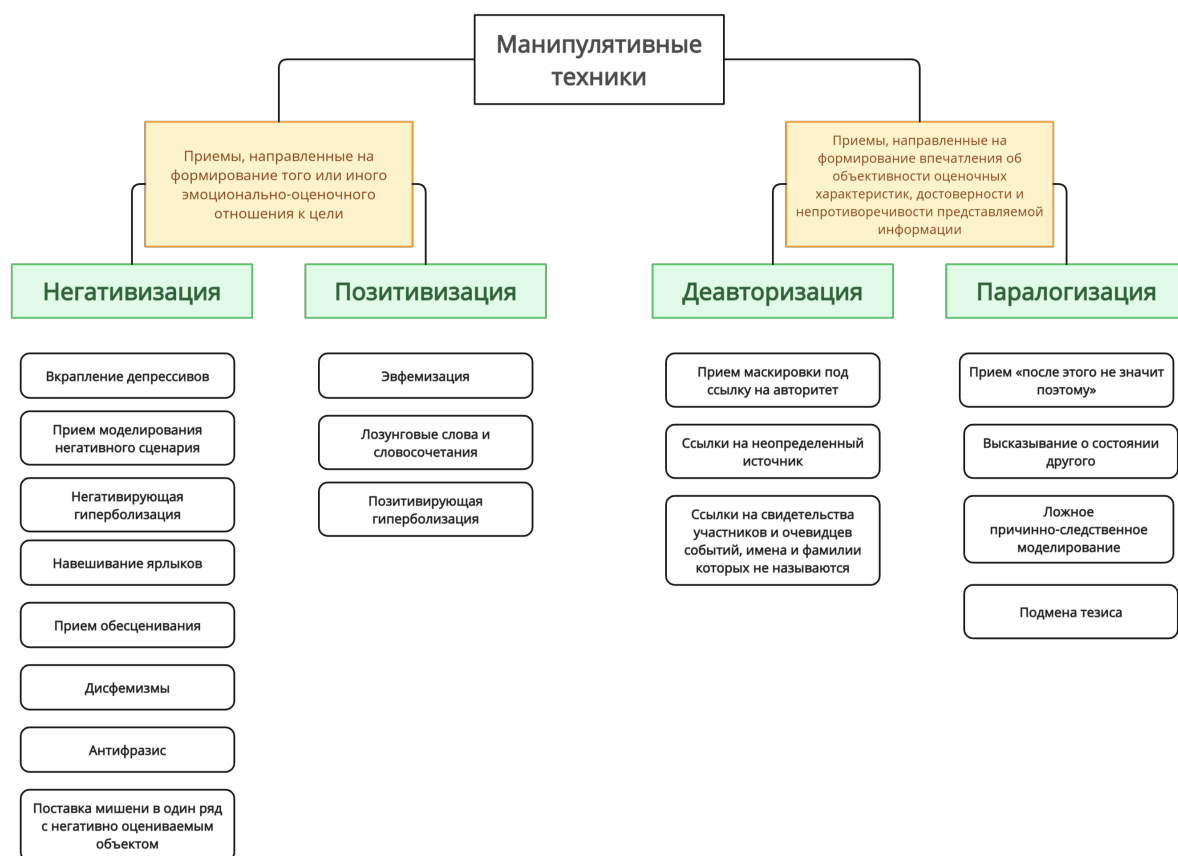 Манипулятивные
техники
Приемы, направленные на
формирование того или иного
эмоционально-оценочного
отношения к цели
Приемы, направленные на
формирование впечатления об
объективности оценочных
характеристик, достоверности и
непротиворечивости представляемой
информации
Негативизация
Позитивизация
Деавторизация
Паралогизация
Вкрапление депрессивов
Прием моделирования
негативного сценария
Негативирующая
гиперболизация
Навешивание ярлыков
Прием обесценивания
Дисфемизмы
Антифразис
Поставка мишени в один ряд
с негативно оцениваемым
объектом
Эвфемизация
Лозунговые слова и
словосочетания
Позитивирующая
гиперболизация
Прием маскировки под
ссылку на авторитет
Ссылки на неопределенный
источник
Ссылки на свидетельства
участников и очевидцев
событий, имена и фамилии
которых не называются
Прием «после этого не значит
поэтому»
Высказывание о состоянии
другого
Ложное
причинно-следственное
моделирование
Подмена тезиса